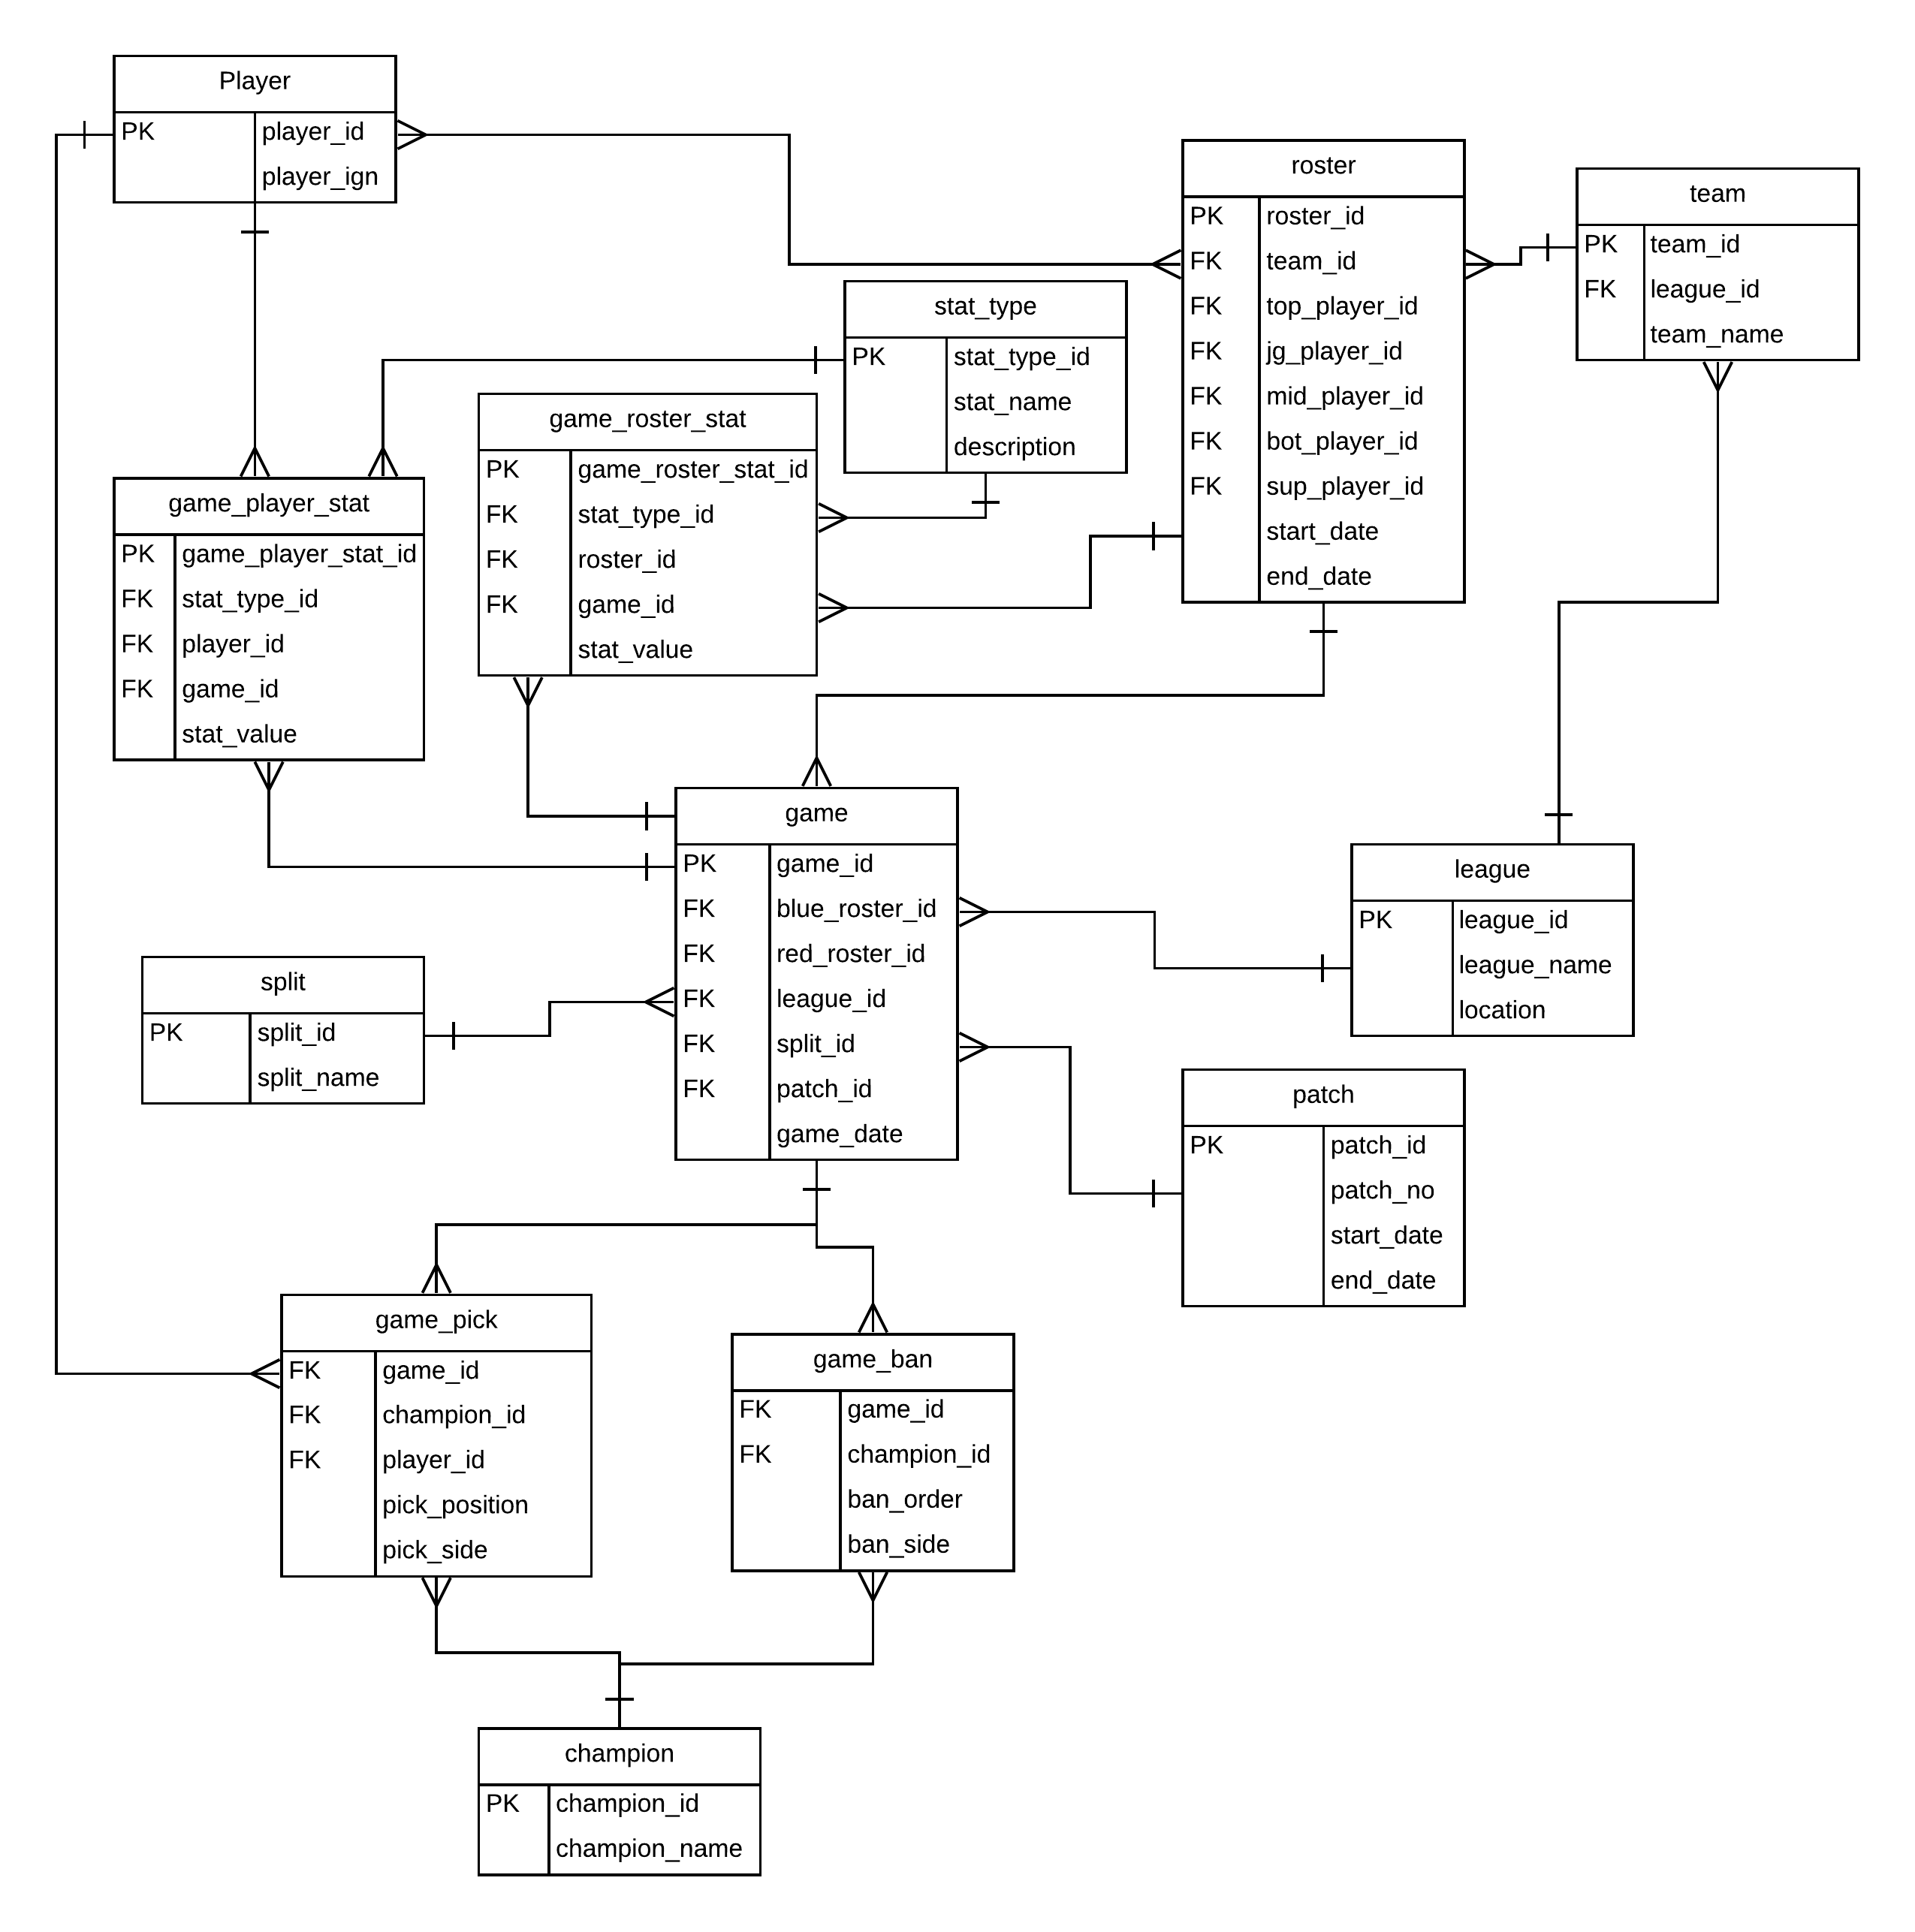 Player
PK player_id
player_ign
roster
PK roster_id
FK team_id
FK top_player_id
FK jg_player_id
FK mid_player_id
FK bot_player_id
FK sup_player_id
start_date
end_date
team
PK team_id
FK league_id
team_name
stat_type
PK stat_type_id
stat_name
description
game_roster_stat
PK game_roster_stat_id
FK stat_type_id
FK roster_id
FK game_id
stat_value
game_player_stat
PK game_player_stat_id
FK stat_type_id
FK player_id
FK game_id
stat_value
game
PK game_id
FK blue_roster_id
FK red_roster_id
FK league_id
FK split_id
FK patch_id
game_date
league
PK league_id
league_name
location
split
PK split_id
split_name
patch
PK patch_id
patch_no
start_date
end_date
game_pick
FK game_id
FK champion_id
FK player_id
pick_position
pick_side
game_ban
FK game_id
FK champion_id
ban_order
ban_side
champion
PK champion_id
champion_name